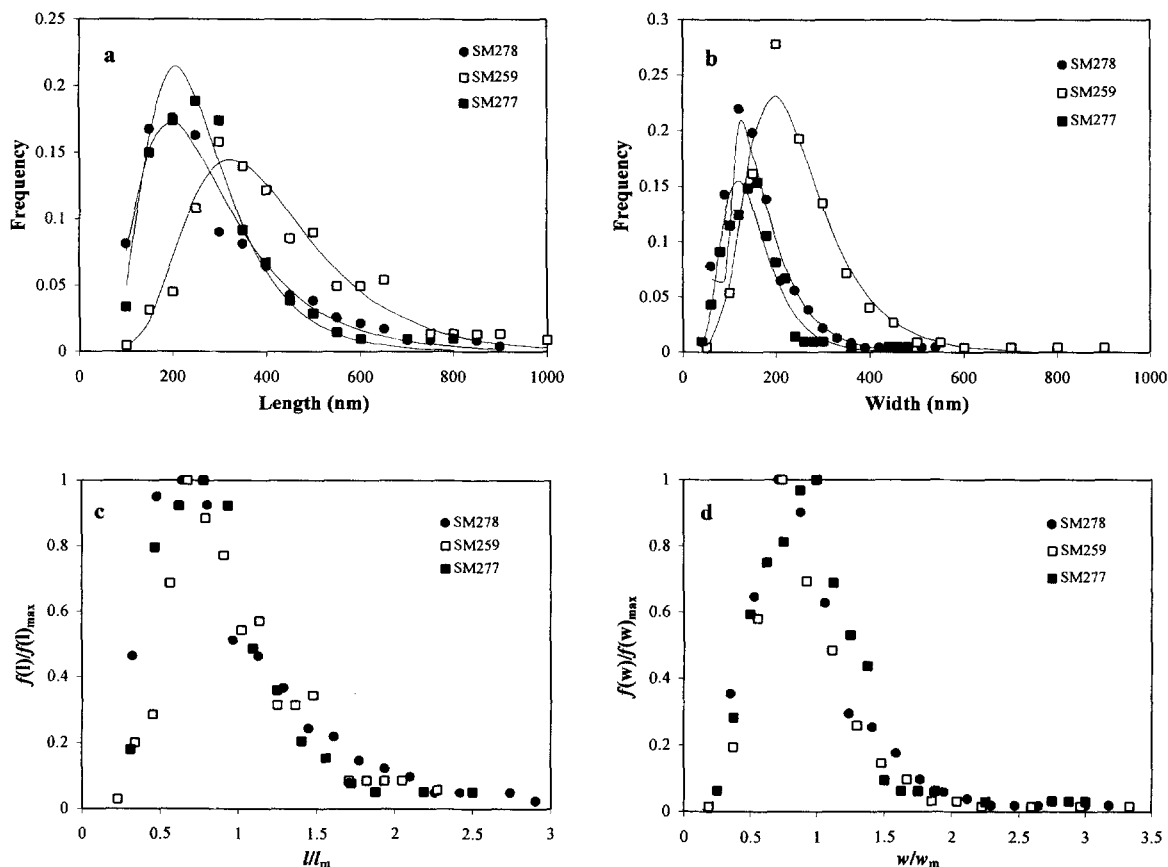 a
SM278
SM259
SM277
Frequency
0.25
0.2
0.15
0.1
0.05
0
0
200
400
600
800
1000
Length (nm)
b
SM278
SM259
SM277
Frequency
0.3
0.25
0.2
0.15
0.1
0.05
0
0
200
400
600
800
1000
Width (nm)
c
SM278
SM259
SM277
f(l)/f(l)max
1
0.8
0.6
0.4
0.2
0
0
0.5
1
1.5
2
2.5
3
l/lm
d
SM278
SM259
SM277
f(w)/f(w)max
1
0.8
0.6
0.4
0.2
0
0
0.5
1
1.5
2
2.5
3
3.5
w/wm